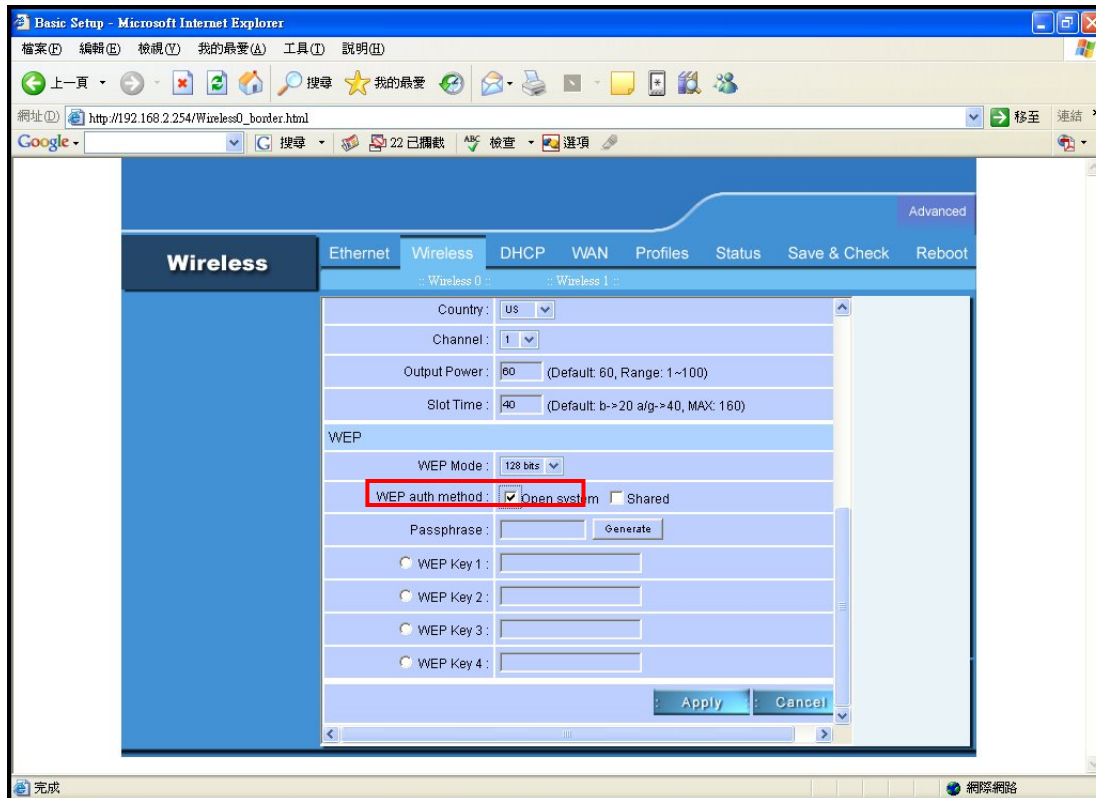 Basic Setup - Microsoft Internet Explorer
檔案(F) 編輯(E) 檢視(V) 我的最愛(A) 工具(T) 說明(H)
上一頁 搜尋 我的最愛
網址(D) http://192.168.2.254/Wireless0_border.html 移至 連結
Google G 搜尋 22 已攔截 ABC 檢查 選項
Advanced
Wireless
Ethernet Wireless DHCP WAN Profiles Status Save & Check Reboot
:: Wireless 0 :: :: Wireless 1 ::
Country : US
Channel : 1
Output Power : 60 (Default: 60, Range: 1~100)
Slot Time : 40 (Default: b->20 a/g->40, MAX: 160)
WEP
WEP Mode : 128 bits
WEP auth method : Open system Shared
Passphrase : Generate
WEP Key 1 :
WEP Key 2 :
WEP Key 3 :
WEP Key 4 :
Apply Cancel
完成 網際網路